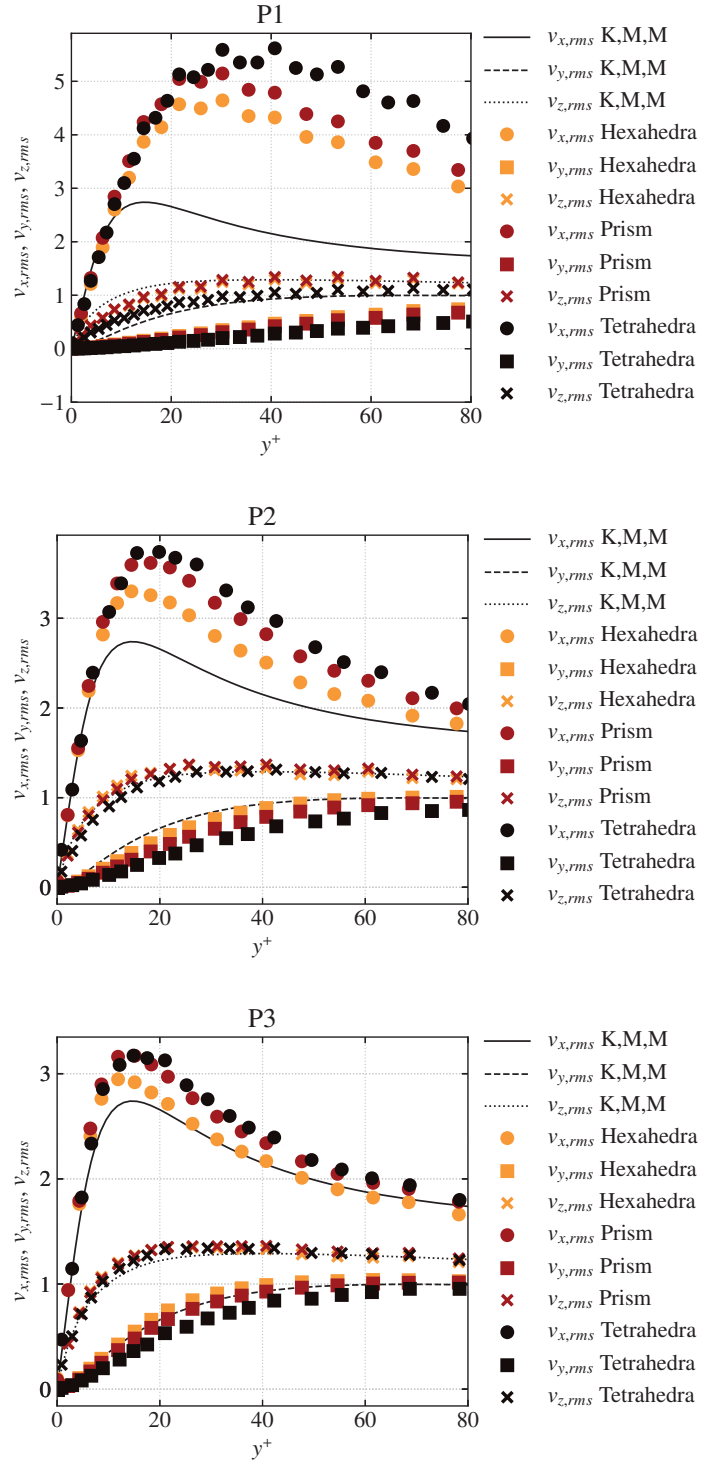 P1
v_{x,rms}, v_{y,rms}, v_{z,rms}
5
4
3
2
1
0
−1
0
20
40
60
80
y^+
v_{x,rms} K,M,M
v_{y,rms} K,M,M
v_{z,rms} K,M,M
v_{x,rms} Hexahedra
v_{y,rms} Hexahedra
v_{z,rms} Hexahedra
v_{x,rms} Prism
v_{y,rms} Prism
v_{z,rms} Prism
v_{x,rms} Tetrahedra
v_{y,rms} Tetrahedra
v_{z,rms} Tetrahedra
P2
v_{x,rms}, v_{y,rms}, v_{z,rms}
3
2
1
0
0
20
40
60
80
y^+
v_{x,rms} K,M,M
v_{y,rms} K,M,M
v_{z,rms} K,M,M
v_{x,rms} Hexahedra
v_{y,rms} Hexahedra
v_{z,rms} Hexahedra
v_{x,rms} Prism
v_{y,rms} Prism
v_{z,rms} Prism
v_{x,rms} Tetrahedra
v_{y,rms} Tetrahedra
v_{z,rms} Tetrahedra
P3
v_{x,rms}, v_{y,rms}, v_{z,rms}
3
2
1
0
0
20
40
60
80
y^+
v_{x,rms} K,M,M
v_{y,rms} K,M,M
v_{z,rms} K,M,M
v_{x,rms} Hexahedra
v_{y,rms} Hexahedra
v_{z,rms} Hexahedra
v_{x,rms} Prism
v_{y,rms} Prism
v_{z,rms} Prism
v_{x,rms} Tetrahedra
v_{y,rms} Tetrahedra
v_{z,rms} Tetrahedra